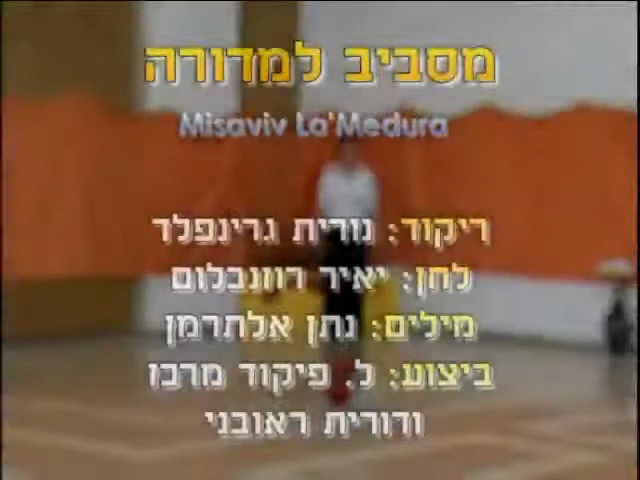 מסביב למדורה
Misaviv La'Medura
ריקוד: נורית גרינפלד
לחן: יאיר רוזנבלום
מילים: נתן אלתרמן
ביצוע: ל. פיקוד מרכז
ודורית ראובני